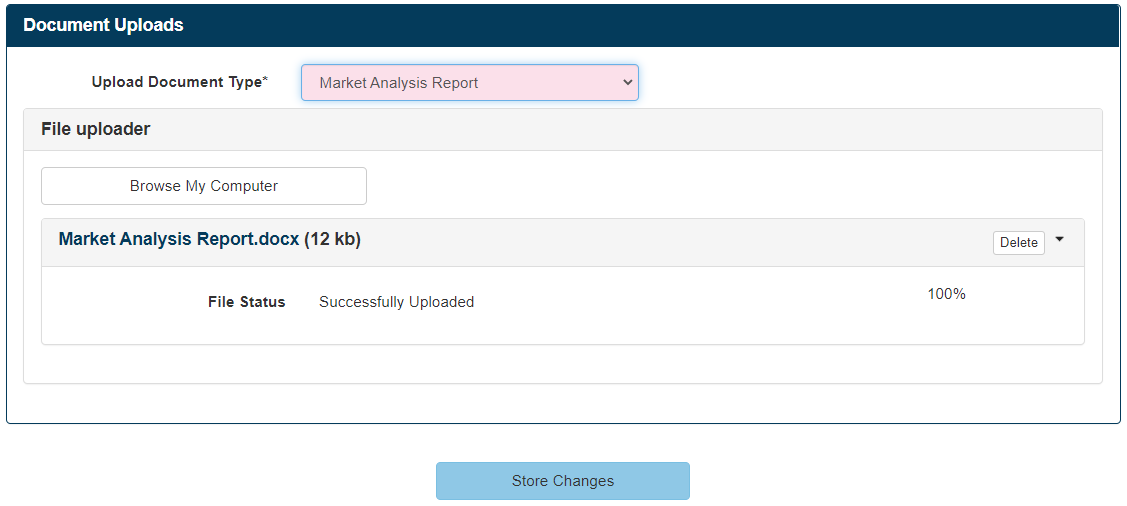 Document Uploads
Upload Document Type* Market Analysis Report
File uploader
Browse My Computer
Market Analysis Report.docx (12 kb) Delete
File Status Successfully Uploaded 100%
Store Changes